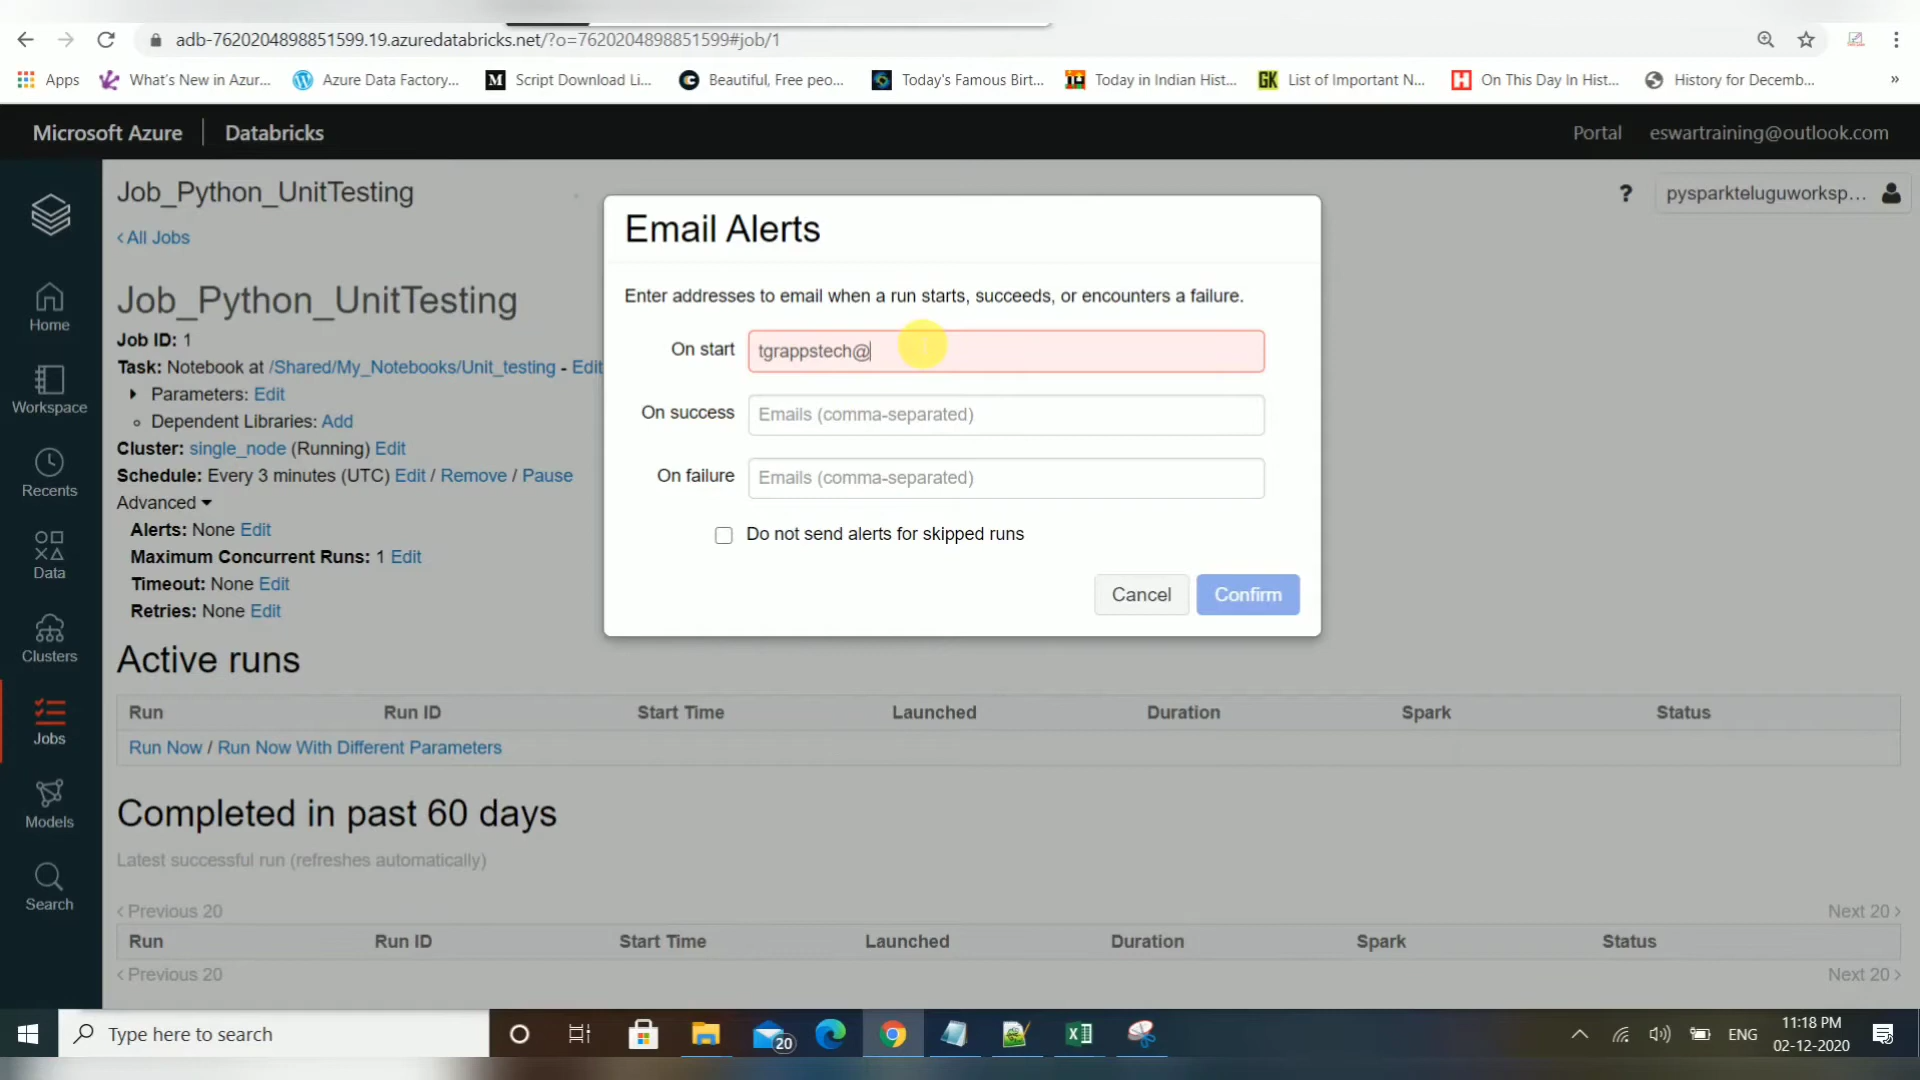 adb-7620204898851599.19.azuredatabricks.net/?o=7620204898851599#job/1
Apps What's New in Azur... Azure Data Factory... M Script Download Li... Beautiful, Free peo... Today's Famous Birt... Today in Indian Hist... GK List of Important N... H On This Day In Hist... History for Decemb... »
Microsoft Azure Databricks Portal eswartraining@outlook.com
Job_Python_UnitTesting
? pysparkteluguworksp...
‹ All Jobs
Job_Python_UnitTesting
Job ID: 1
Task: Notebook at /Shared/My_Notebooks/Unit_testing - Edit
Parameters: Edit
Dependent Libraries: Add
Cluster: single_node (Running) Edit
Schedule: Every 3 minutes (UTC) Edit / Remove / Pause
Advanced
Alerts: None Edit
Maximum Concurrent Runs: 1 Edit
Timeout: None Edit
Retries: None Edit
Home
Workspace
Recents
Data
Clusters
Jobs
Models
Search
Email Alerts
Enter addresses to email when a run starts, succeeds, or encounters a failure.
On start tgrappstech@
On success Emails (comma-separated)
On failure Emails (comma-separated)
Do not send alerts for skipped runs
Cancel Confirm
Active runs
Run Run ID Start Time Launched Duration Spark Status
Run Now / Run Now With Different Parameters
Completed in past 60 days
Latest successful run (refreshes automatically)
‹ Previous 20 Next 20 ›
Run Run ID Start Time Launched Duration Spark Status
‹ Previous 20 Next 20 ›
Type here to search
20
ENG
11:18 PM
02-12-2020